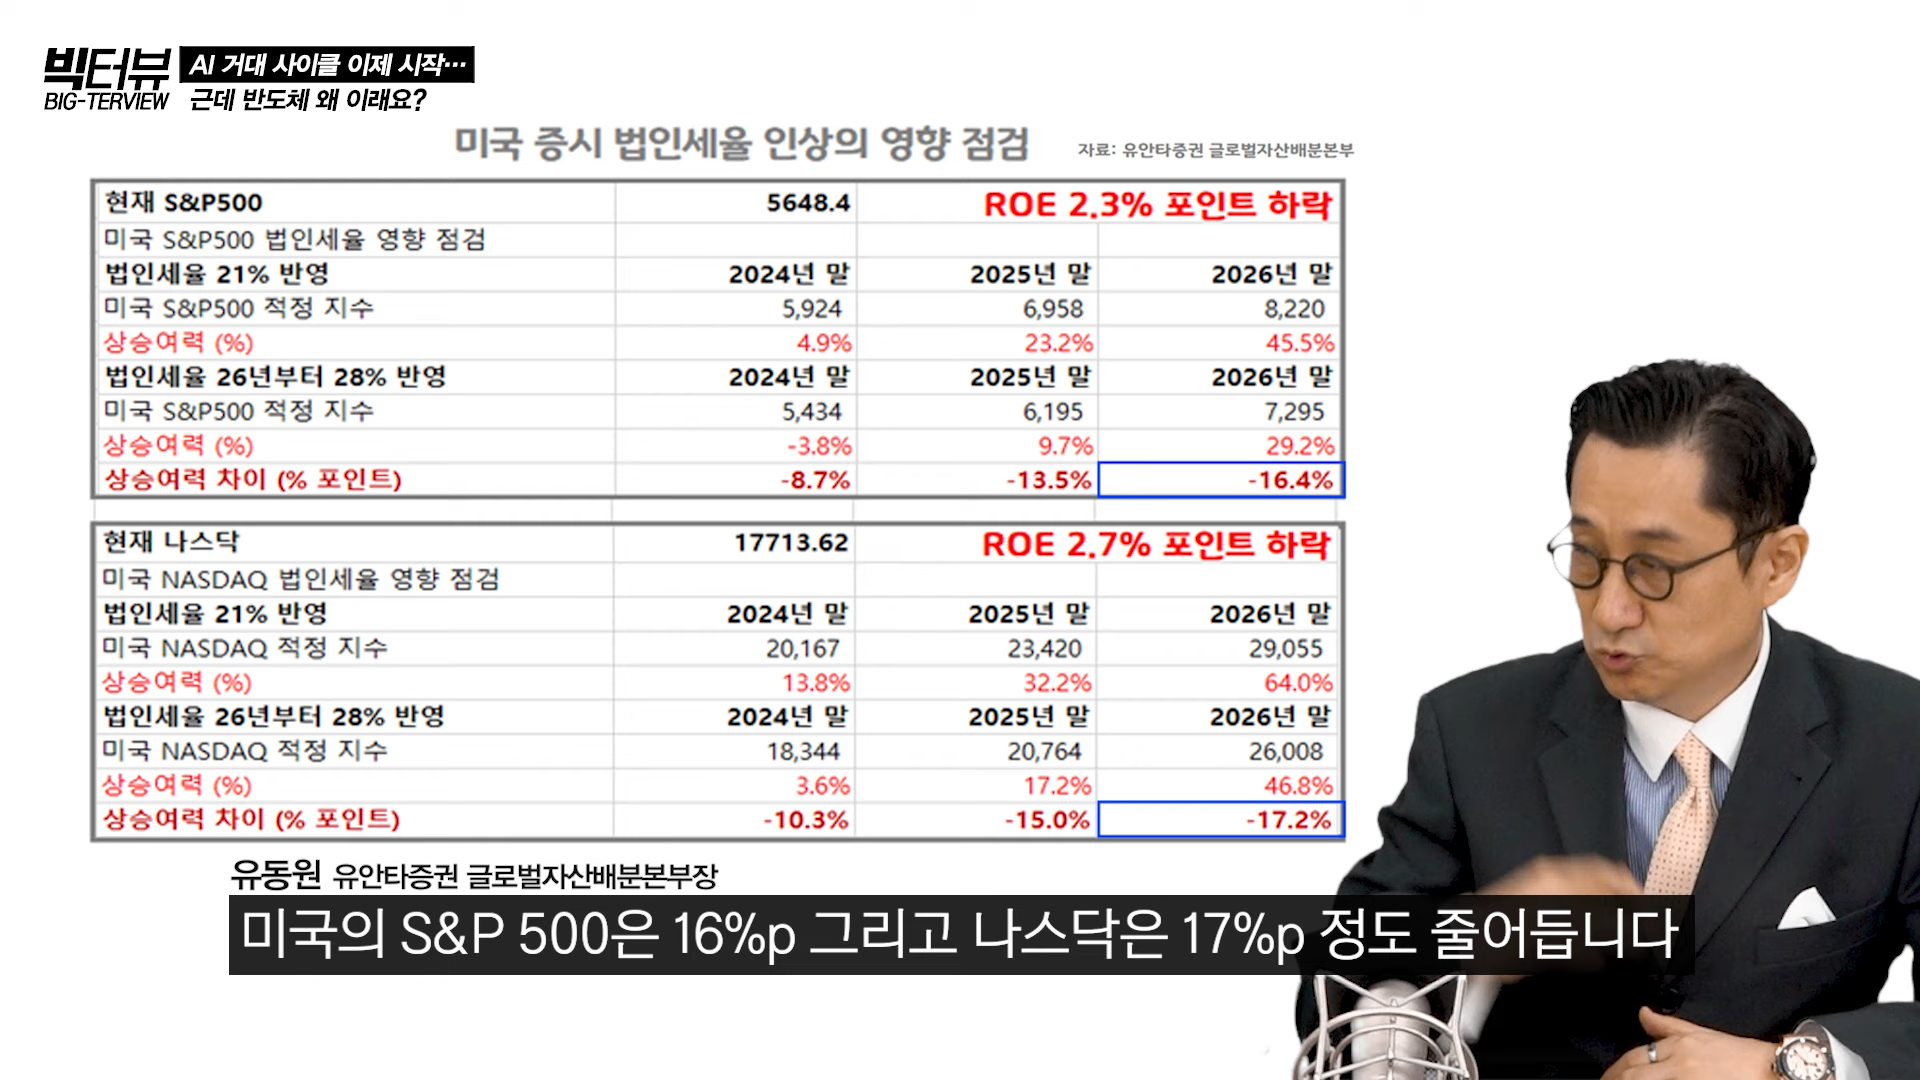 빅터뷰
BIG-TERVIEW
AI 거대 사이클 이제 시작…
근데 반도체 왜 이래요?
미국 증시 법인세율 인상의 영향 점검
자료: 유안타증권 글로벌자산배분본부
현재 S&P500 5648.4 ROE 2.3% 포인트 하락
미국 S&P500 법인세율 영향 점검
법인세율 21% 반영 2024년 말 2025년 말 2026년 말
미국 S&P500 적정 지수 5,924 6,958 8,220
상승여력 (%) 4.9% 23.2% 45.5%
법인세율 26년부터 28% 반영 2024년 말 2025년 말 2026년 말
미국 S&P500 적정 지수 5,434 6,195 7,295
상승여력 (%) -3.8% 9.7% 29.2%
상승여력 차이 (% 포인트) -8.7% -13.5% -16.4%
현재 나스닥 17713.62 ROE 2.7% 포인트 하락
미국 NASDAQ 법인세율 영향 점검
법인세율 21% 반영 2024년 말 2025년 말 2026년 말
미국 NASDAQ 적정 지수 20,167 23,420 29,055
상승여력 (%) 13.8% 32.2% 64.0%
법인세율 26년부터 28% 반영 2024년 말 2025년 말 2026년 말
미국 NASDAQ 적정 지수 18,344 20,764 26,008
상승여력 (%) 3.6% 17.2% 46.8%
상승여력 차이 (% 포인트) -10.3% -15.0% -17.2%
유동원 유안타증권 글로벌자산배분본부장
미국의 S&P 500은 16%p 그리고 나스닥은 17%p 정도 줄어듭니다